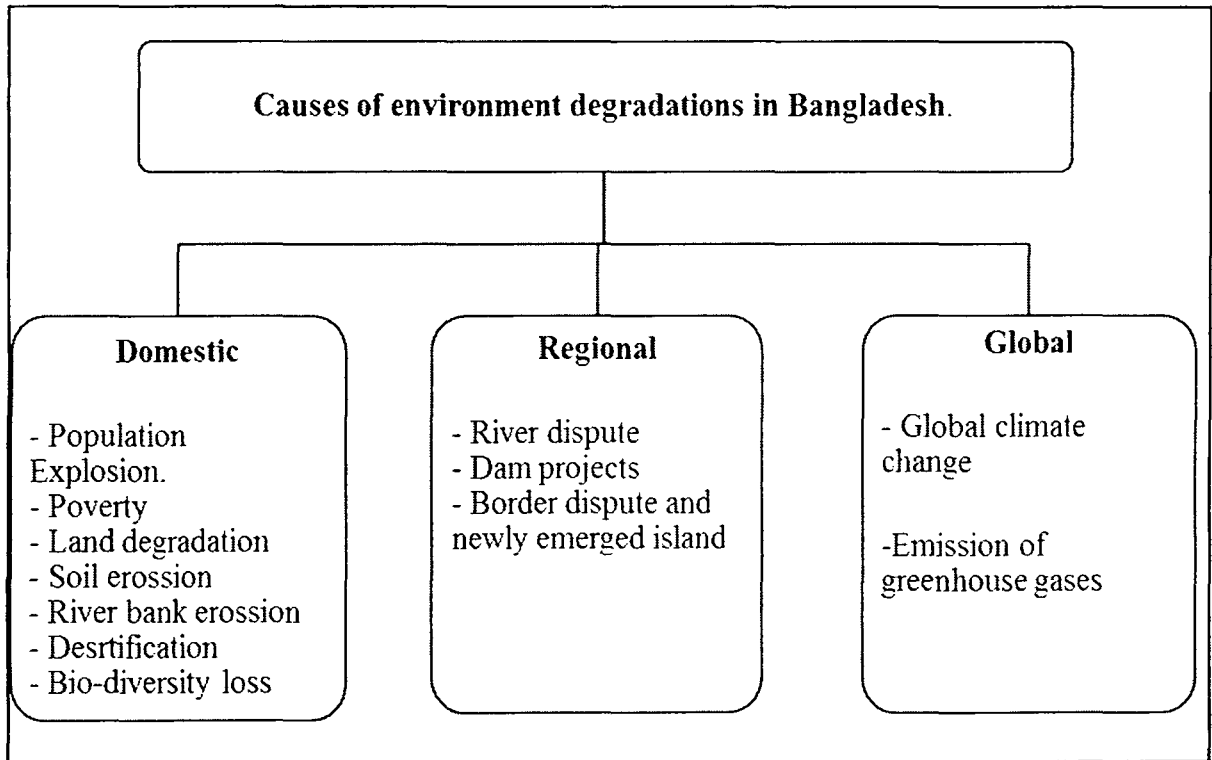 Causes of environment degradations in Bangladesh.
Domestic
- Population
Explosion.
- Poverty
- Land degradation
- Soil erossion
- River bank erossion
- Desrtification
- Bio-diversity loss
Regional
- River dispute
- Dam projects
- Border dispute and
newly emerged island
Global
- Global climate
change
-Emission of
greenhouse gases